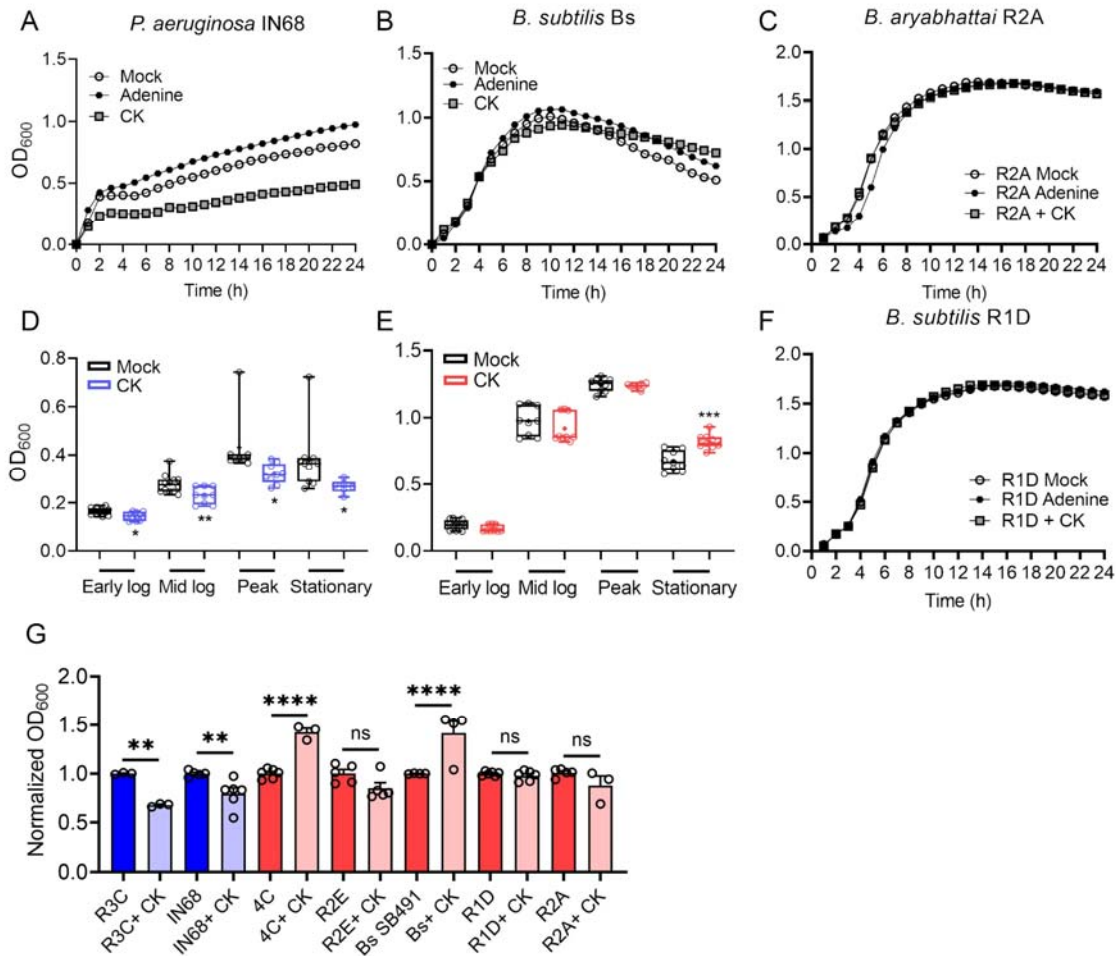 A
P. aeruginosa IN68
Mock
Adenine
CK
OD600
1.5
1.0
0.5
0.0
0 2 4 6 8 10 12 14 16 18 20 22 24
Time (h)
B
B. subtilis Bs
Mock
Adenine
CK
1.5
1.0
0.5
0.0
0 2 4 6 8 10 12 14 16 18 20 22 24
Time (h)
C
B. aryabhattai R2A
2.0
1.5
1.0
0.5
0.0
R2A Mock
R2A Adenine
R2A + CK
0 2 4 6 8 10 12 14 16 18 20 22 24
Time (h)
D
Mock
CK
OD600
0.8
0.6
0.4
0.2
0.0
*
**
*
*
Early log Mid log Peak Stationary
E
Mock
CK
1.5
1.0
0.5
0.0
***
Early log Mid log Peak Stationary
F
B. subtilis R1D
2.0
1.5
1.0
0.5
0.0
R1D Mock
R1D Adenine
R1D + CK
0 2 4 6 8 10 12 14 16 18 20 22 24
Time (h)
G
Normalized OD600
2.0
1.5
1.0
0.5
0.0
** ** **** ns **** ns ns
R3C
R3C+ CK
IN68
IN68+ CK
4C
4C+ CK
R2E
R2E+ CK
Bs SB491
Bs+ CK
R1D
R1D+ CK
R2A
R2A+ CK